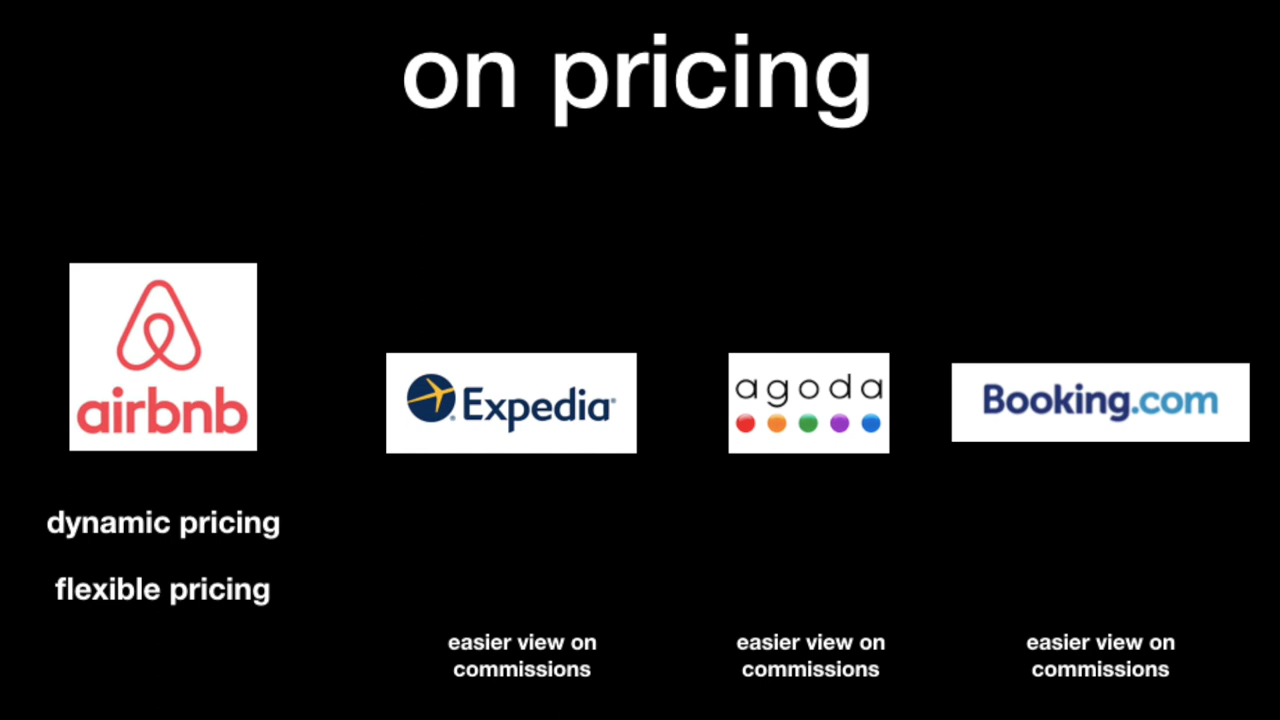 on pricing
airbnb
Expedia®
agoda
Booking.com
dynamic pricing
flexible pricing
easier view on
commissions
easier view on
commissions
easier view on
commissions